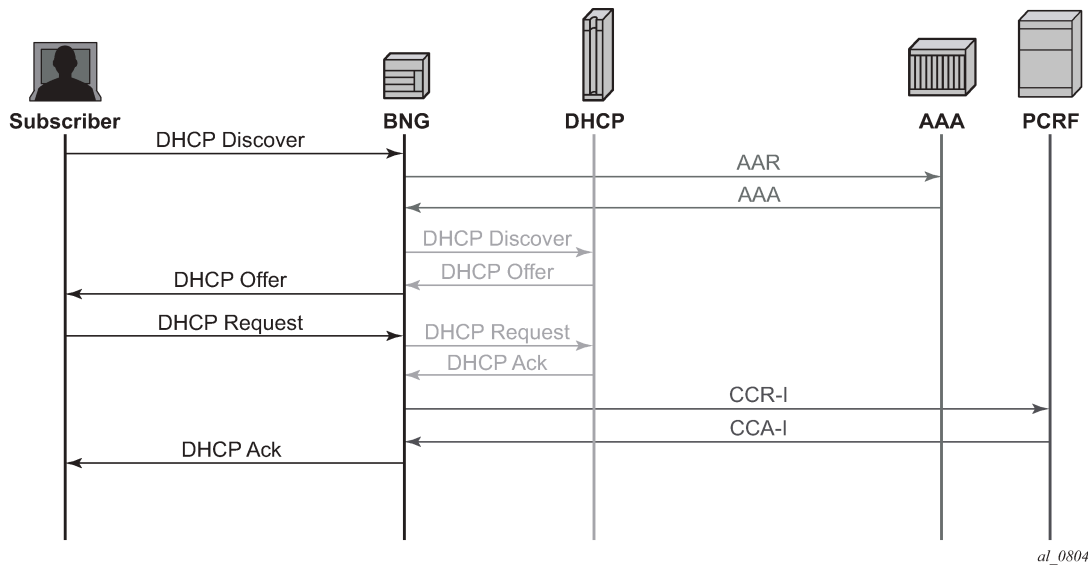 Subscriber
BNG
DHCP
AAA
PCRF
DHCP Discover
AAR
AAA
DHCP Discover
DHCP Offer
DHCP Offer
DHCP Request
DHCP Request
DHCP Ack
CCR-I
CCA-I
DHCP Ack
al_0804